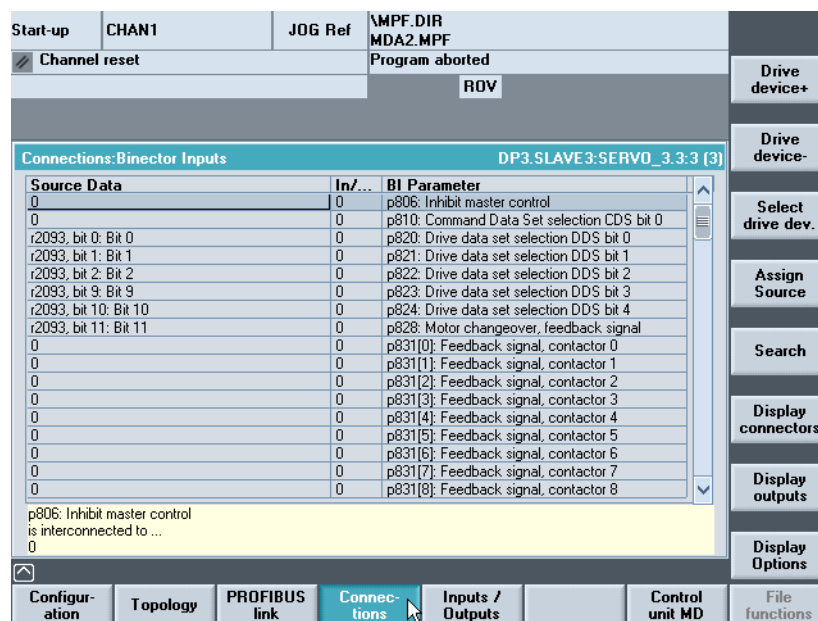 Start-up CHAN1 JOG Ref \MPF.DIR
MDA2.MPF
Channel reset Program aborted
ROV
Connections:Binector Inputs DP3.SLAVE3:SERVO_3.3:3 (3)
Source Data In/... BI Parameter
0 0 p806: Inhibit master control
0 0 p810: Command Data Set selection CDS bit 0
r2093, bit 0: Bit 0 0 p820: Drive data set selection DDS bit 0
r2093, bit 1: Bit 1 0 p821: Drive data set selection DDS bit 1
r2093, bit 2: Bit 2 0 p822: Drive data set selection DDS bit 2
r2093, bit 9: Bit 9 0 p823: Drive data set selection DDS bit 3
r2093, bit 10: Bit 10 0 p824: Drive data set selection DDS bit 4
r2093, bit 11: Bit 11 0 p828: Motor changeover, feedback signal
0 0 p831[0]: Feedback signal, contactor 0
0 0 p831[1]: Feedback signal, contactor 1
0 0 p831[2]: Feedback signal, contactor 2
0 0 p831[3]: Feedback signal, contactor 3
0 0 p831[4]: Feedback signal, contactor 4
0 0 p831[5]: Feedback signal, contactor 5
0 0 p831[6]: Feedback signal, contactor 6
0 0 p831[7]: Feedback signal, contactor 7
0 0 p831[8]: Feedback signal, contactor 8
p806: Inhibit master control
is interconnected to ...
0
Drive
device+
Drive
device-
Select
drive dev.
Assign
Source
Search
Display
connectors
Display
outputs
Display
Options
Configur-
ation
Topology
PROFIBUS
link
Connec-
tions
Inputs /
Outputs
Control
unit MD
File
functions